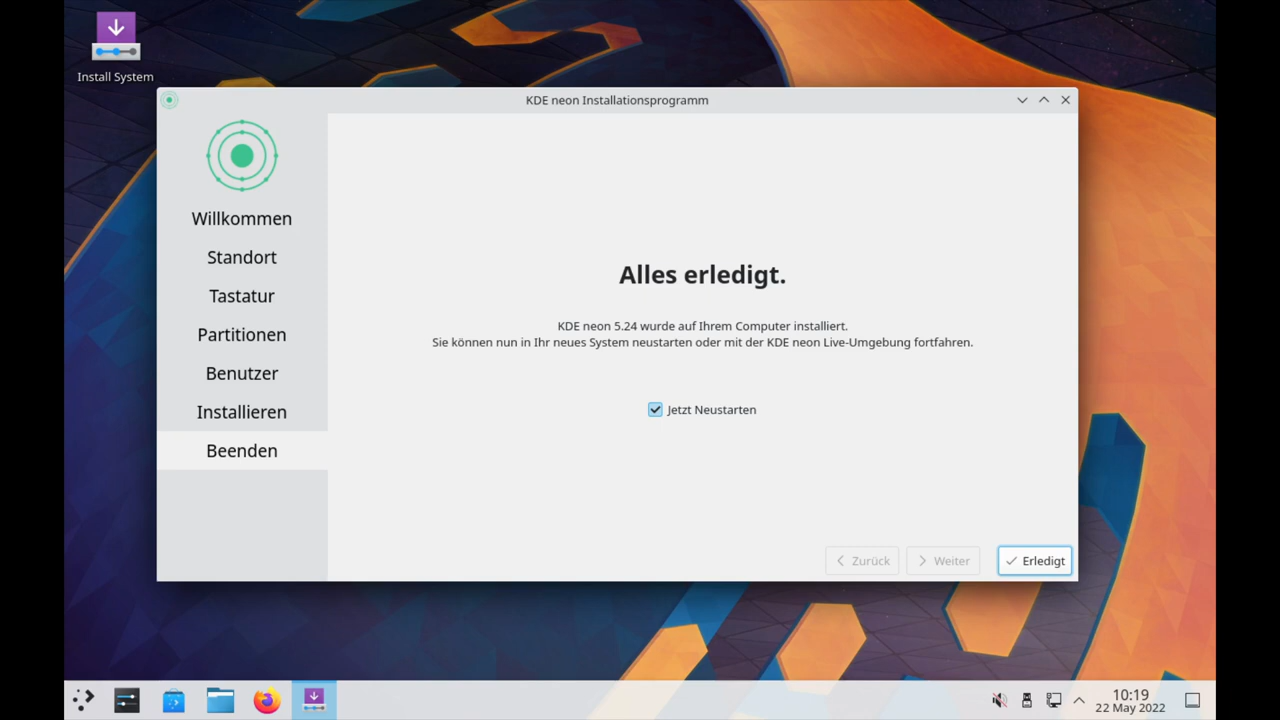 Install System
KDE neon Installationsprogramm
Willkommen
Standort
Tastatur
Partitionen
Benutzer
Installieren
Beenden
Alles erledigt.
KDE neon 5.24 wurde auf Ihrem Computer installiert.
Sie können nun in Ihr neues System neustarten oder mit der KDE neon Live-Umgebung fortfahren.
Jetzt Neustarten
Zurück
Weiter
Erledigt
10:19
22 May 2022